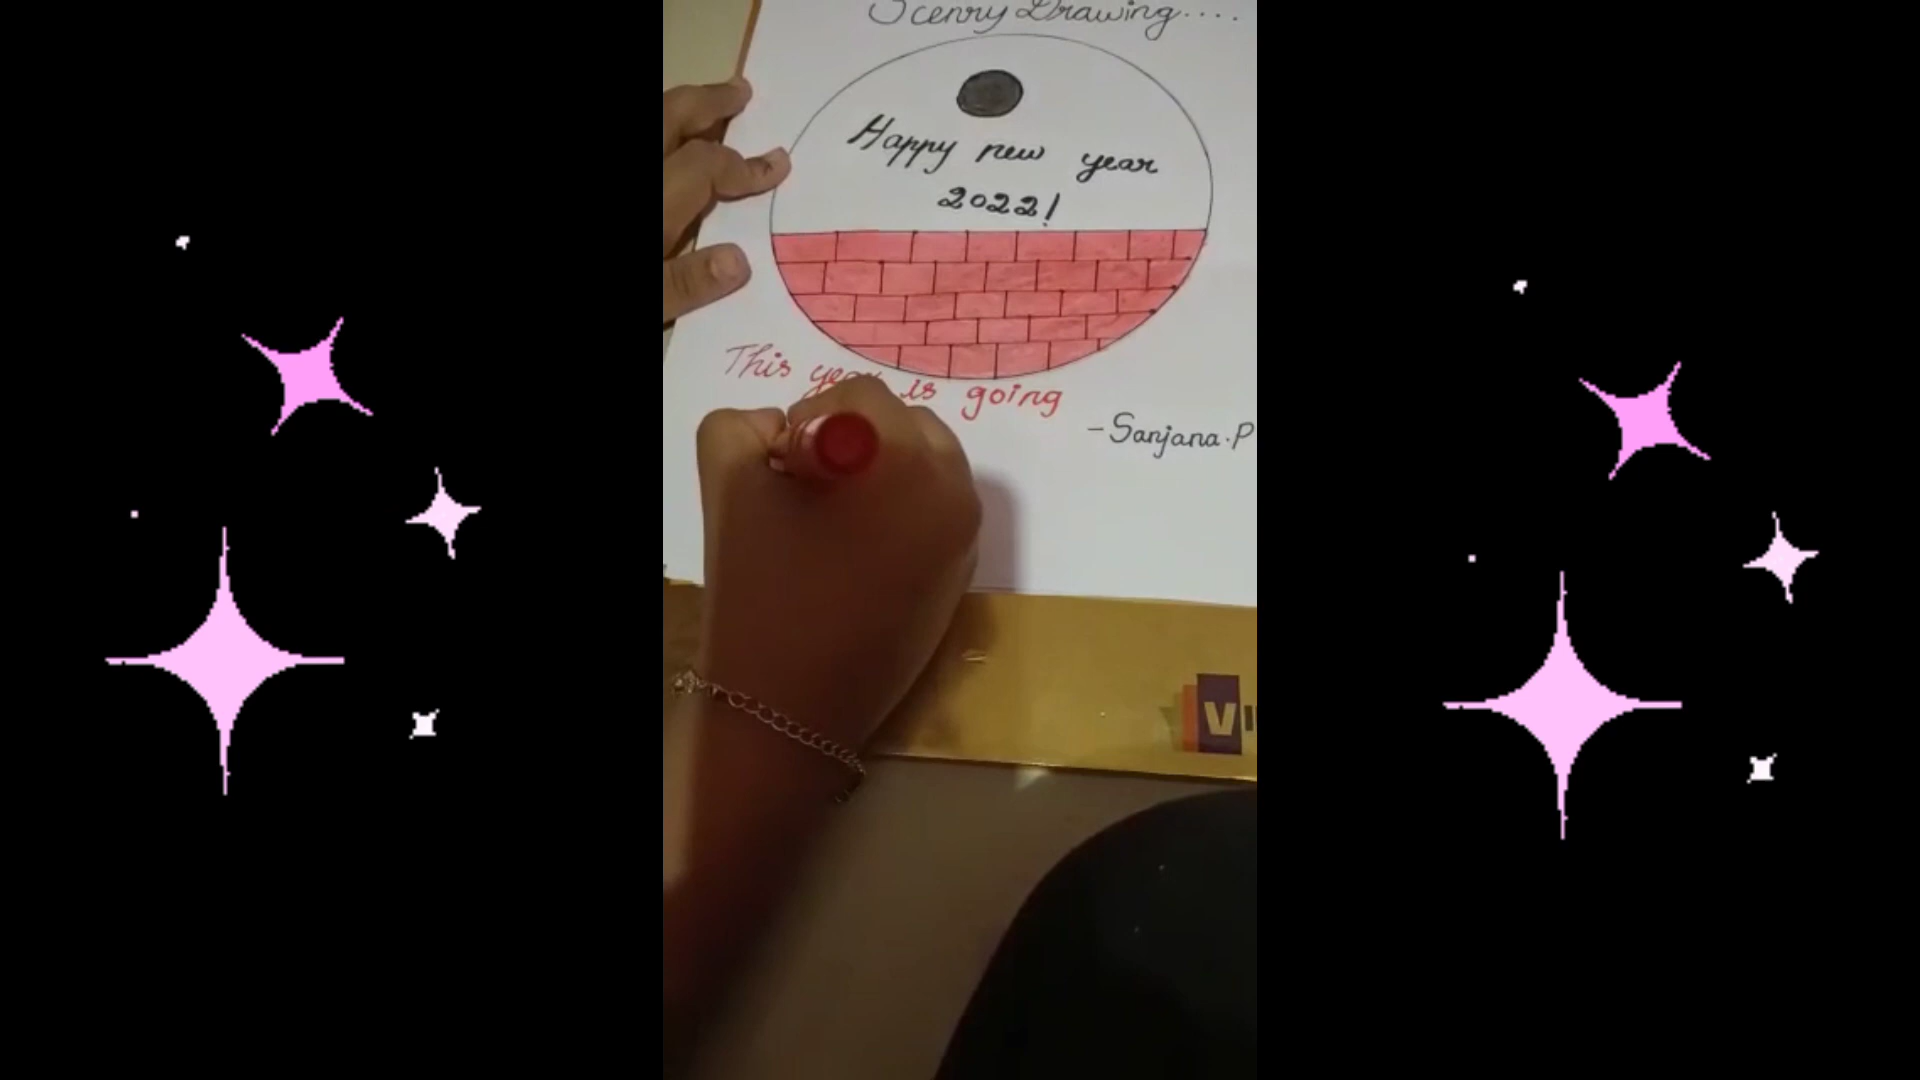 Scenry Drawing....
Happy new year
2022!
This year is going
-Sanjana.P